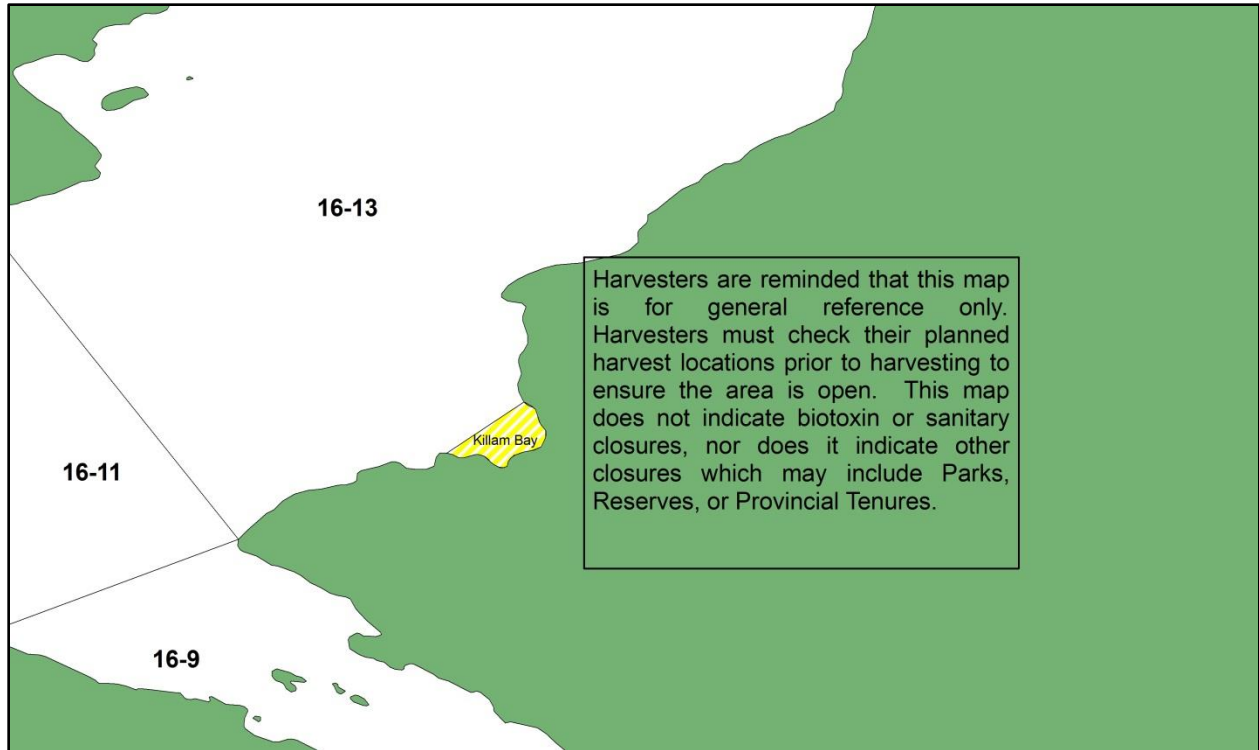 16-13
Harvesters are reminded that this map
is for general reference only.
Harvesters must check their planned
harvest locations prior to harvesting to
ensure the area is open. This map
does not indicate biotoxin or sanitary
closures, nor does it indicate other
closures which may include Parks,
Reserves, or Provincial Tenures.
Killam Bay
16-11
16-9